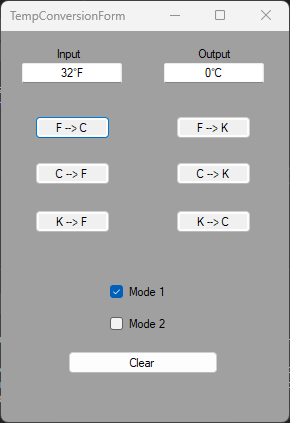 TempConversionForm
Input Output
32°F 0°C
F --> C F --> K
C --> F C --> K
K --> F K --> C
Mode 1
Mode 2
Clear